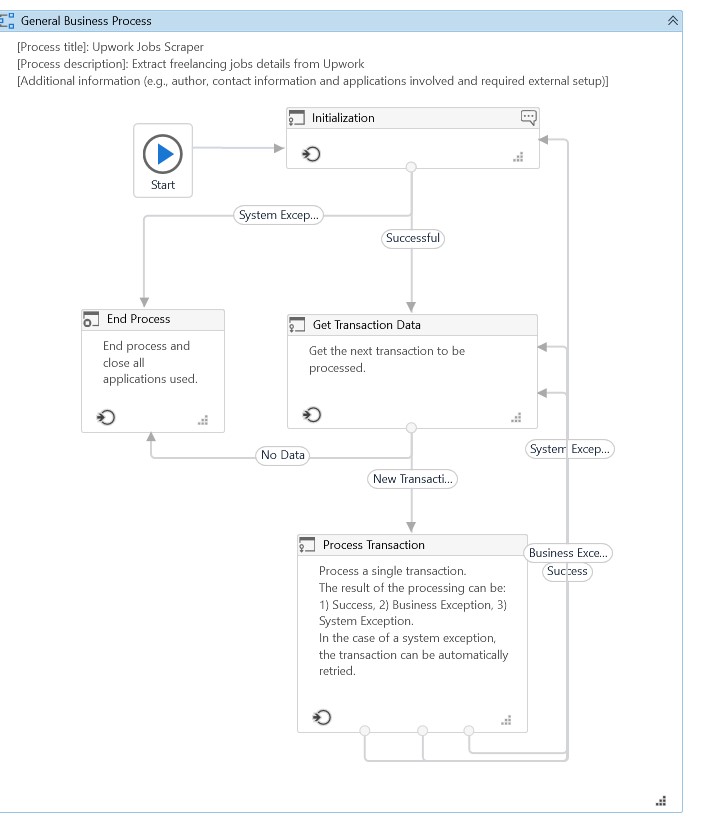 General Business Process
[Process title]: Upwork Jobs Scraper
[Process description]: Extract freelancing jobs details from Upwork
[Additional information (e.g., author, contact information and applications involved and required external setup)]
Initialization
Start
System Excep...
Successful
End Process
End process and
close all
applications used.
Get Transaction Data
Get the next transaction to be
processed.
No Data
System Excep...
New Transacti...
Process Transaction
Business Exce...
Success
Process a single transaction.
The result of the processing can be:
1) Success, 2) Business Exception, 3)
System Exception.
In the case of a system exception,
the transaction can be automatically
retried.